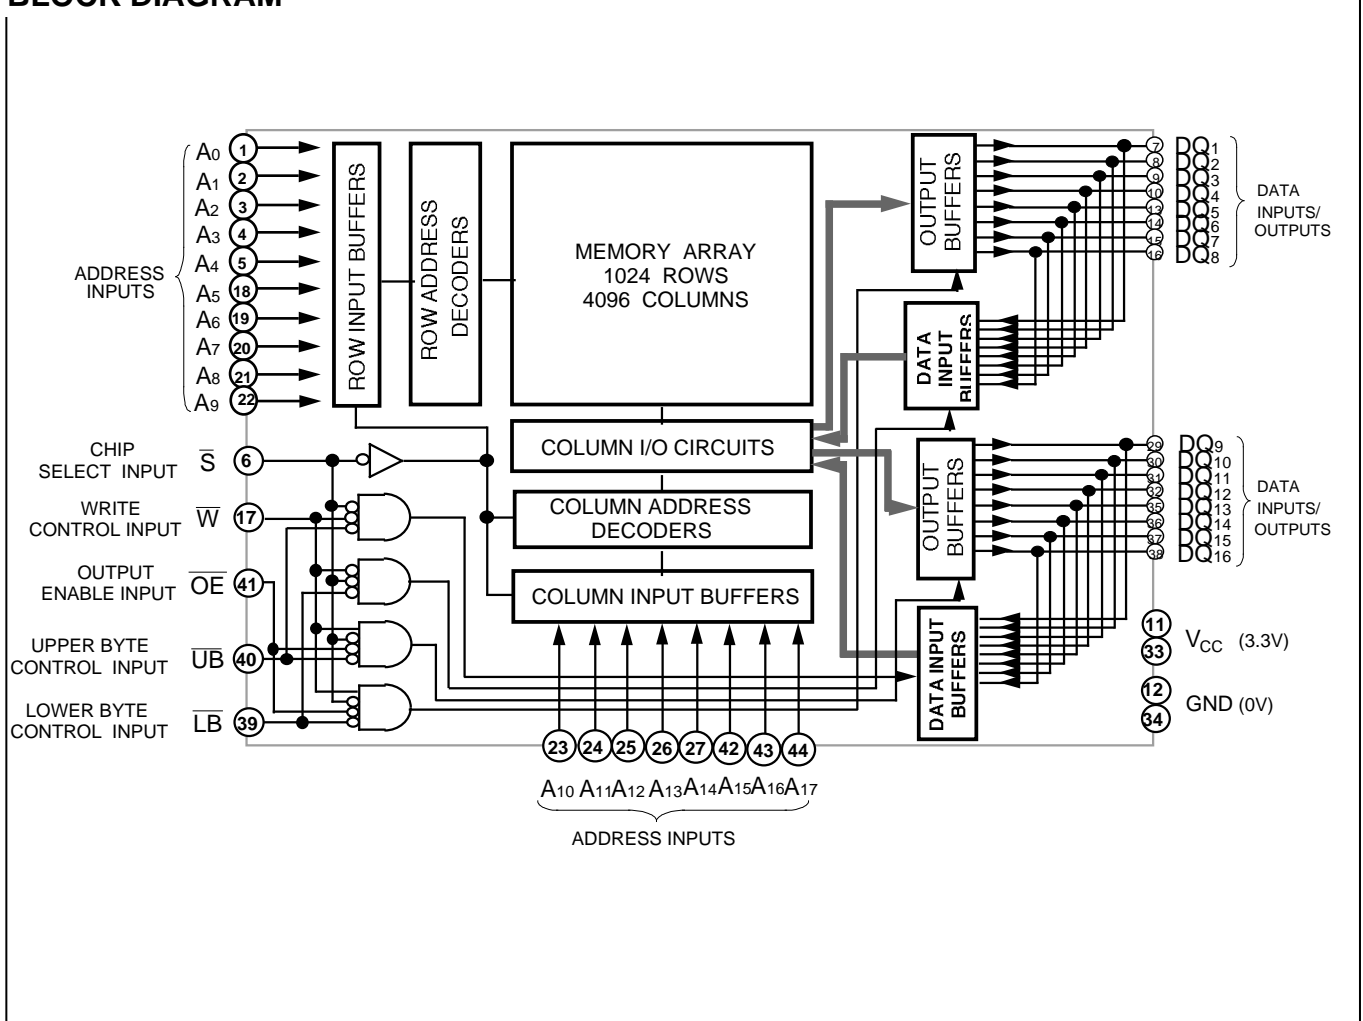 BLOCK DIAGRAM
A0 1
A1 2
A2 3
A3 4
A4 5
A5 18
A6 19
A7 20
A8 21
A9 22
ADDRESS
INPUTS
ROW INPUT BUFFERS
ROW ADDRESS
DECODERS
MEMORY ARRAY
1024 ROWS
4096 COLUMNS
COLUMN I/O CIRCUITS
COLUMN ADDRESS
DECODERS
COLUMN INPUT BUFFERS
CHIP
SELECT INPUT
S̅ 6
WRITE
CONTROL INPUT
W̅ 17
OUTPUT
ENABLE INPUT
O̅E̅ 41
UPPER BYTE
CONTROL INPUT
U̅B̅ 40
LOWER BYTE
CONTROL INPUT
L̅B̅ 39
23 24 25 26 27 42 43 44
A10 A11 A12 A13 A14 A15 A16 A17
ADDRESS INPUTS
OUTPUT
BUFFERS
DATA
INPUT
BUFFERS
OUTPUT
BUFFERS
DATA INPUT
BUFFERS
7 DQ1
8 DQ2
9 DQ3
10 DQ4
13 DQ5
14 DQ6
15 DQ7
16 DQ8
DATA
INPUTS/
OUTPUTS
29 DQ9
30 DQ10
31 DQ11
32 DQ12
35 DQ13
36 DQ14
37 DQ15
38 DQ16
DATA
INPUTS/
OUTPUTS
11
33
VCC (3.3V)
12
34
GND (0V)